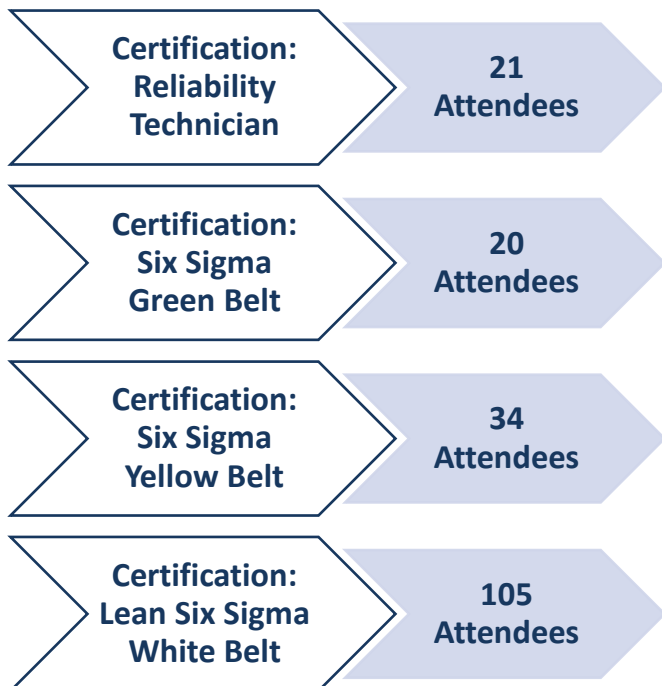 Certification:
Reliability
Technician
21
Attendees
Certification:
Six Sigma
Green Belt
20
Attendees
Certification:
Six Sigma
Yellow Belt
34
Attendees
Certification:
Lean Six Sigma
White Belt
105
Attendees